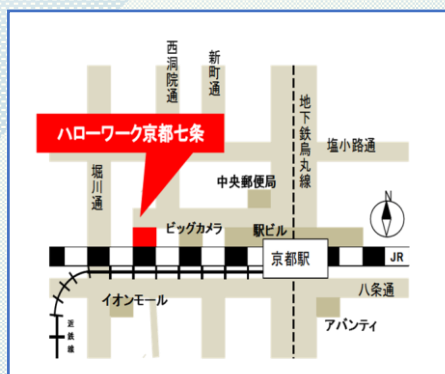 西洞院通
新町通
地下鉄烏丸線
ハローワーク京都七条
塩小路通
堀川通
中央郵便局
N
ビッグカメラ
駅ビル
京都駅
JR
八条通
イオンモール
アバンティ
近鉄線